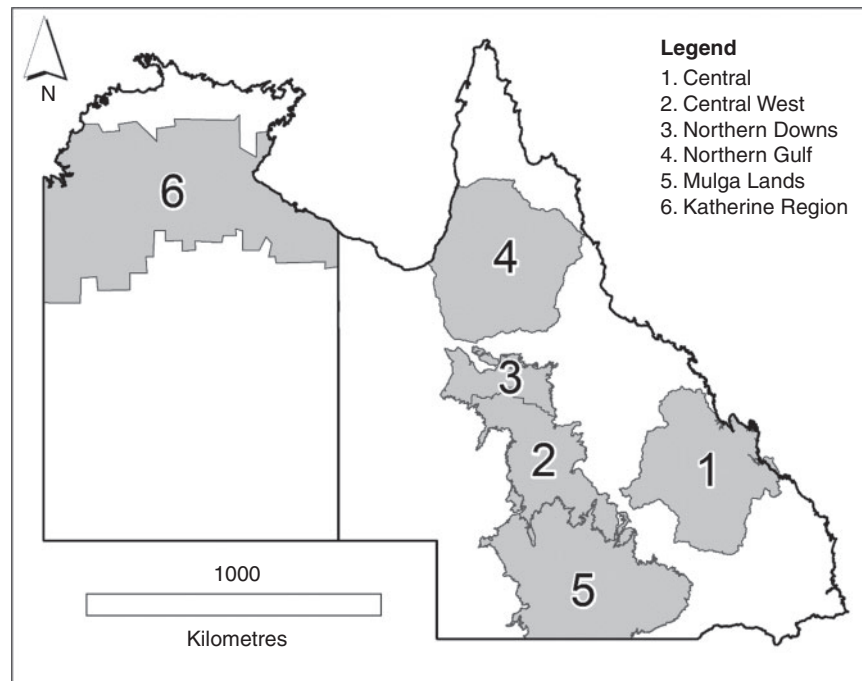 N
Legend
1. Central
2. Central West
3. Northern Downs
4. Northern Gulf
5. Mulga Lands
6. Katherine Region
6
4
3
2
1
5
1000
Kilometres